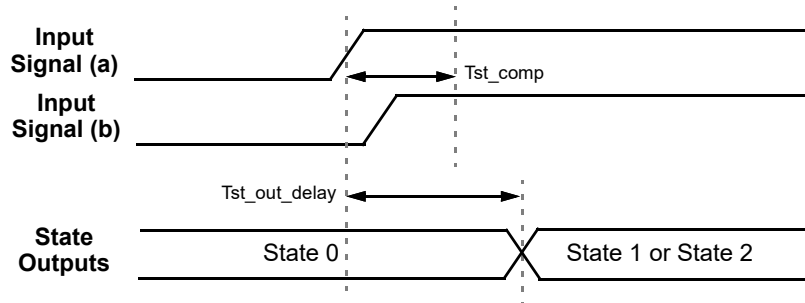 Input
Signal (a)
Tst_comp
Input
Signal (b)
Tst_out_delay
State
Outputs
State 0
State 1 or State 2